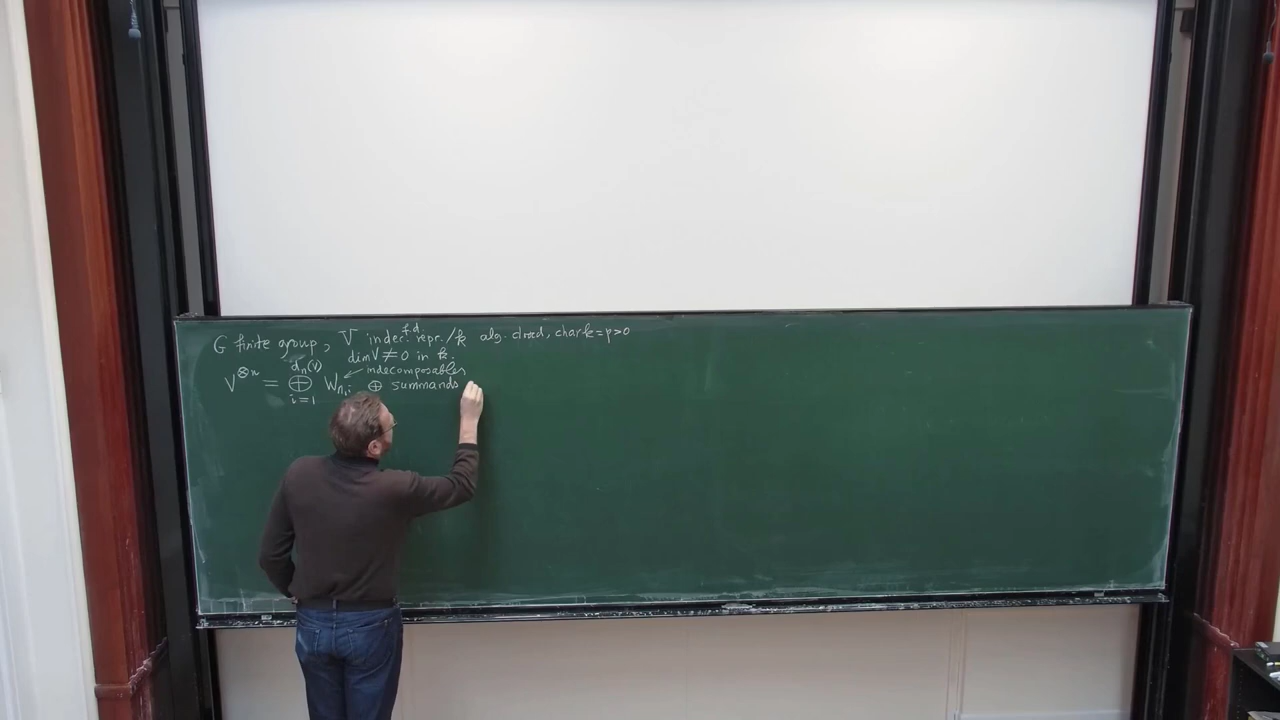 G finite group, V indec. f.d. repr./k alg. closed, char k = p > 0
dim V ≠ 0 in k.
V^{⊗n} = ⊕_{i=1}^{d_n(V)} W_{n,i} ⊕ summands
indecomposables